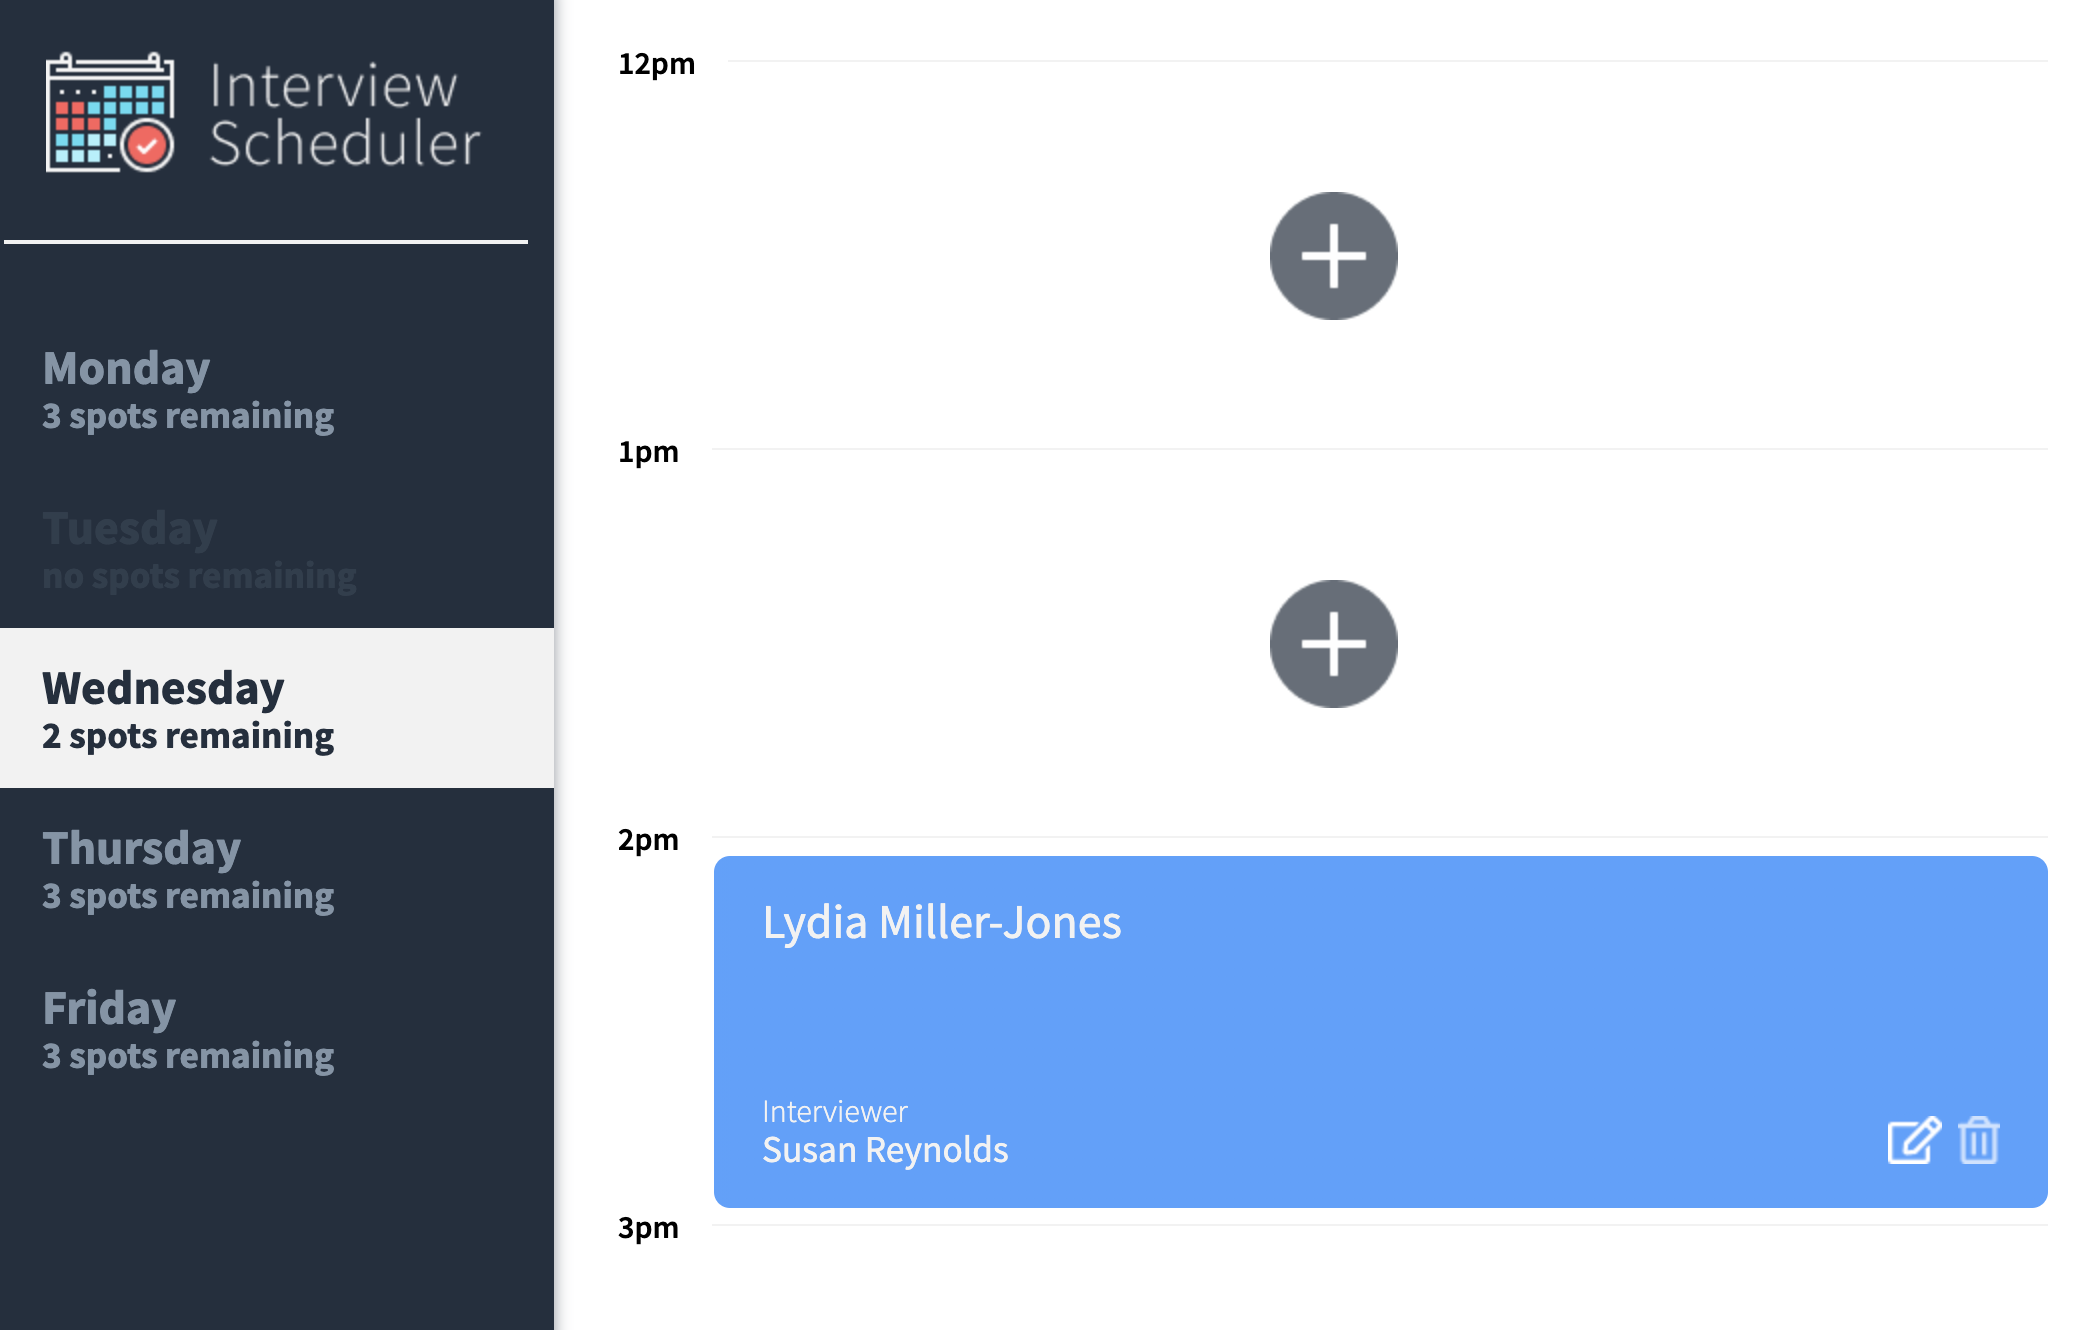 Interview
Scheduler
Monday
3 spots remaining
Tuesday
no spots remaining
Wednesday
2 spots remaining
Thursday
3 spots remaining
Friday
3 spots remaining
12pm
1pm
2pm
Lydia Miller-Jones
Interviewer
Susan Reynolds
3pm